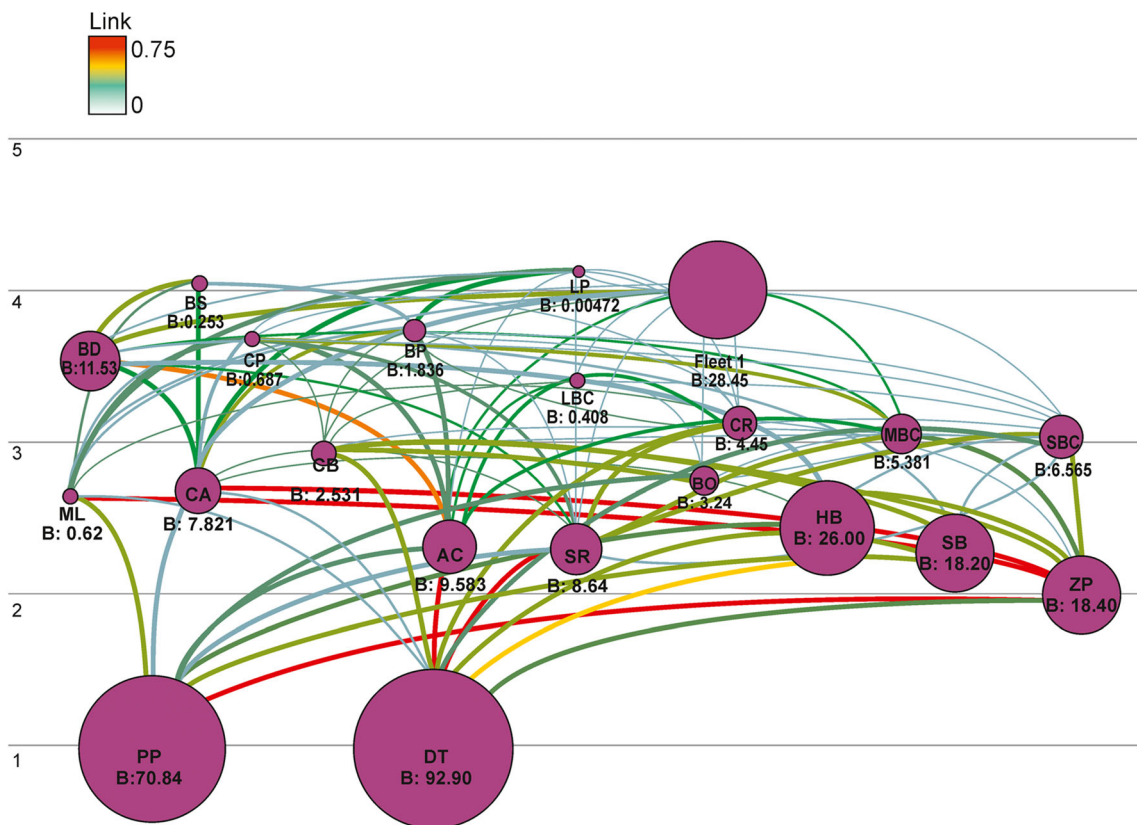 Link
0.75
0
5
4
BS
B:0.253
LP
B: 0.00472
BD
B:11.53
CP
B:0.687
BP
B:1.836
Fleet 1
B:28.45
LBC
B: 0.408
CR
B: 4.45
MBC
B:5.381
SBC
B:6.565
3
CB
B: 2.531
BO
B: 3.24
ML
B: 0.62
CA
B: 7.821
HB
B: 26.00
AC
B: 9.583
SR
B: 8.64
SB
B: 18.20
ZP
B: 18.40
2
PP
B:70.84
DT
B: 92.90
1